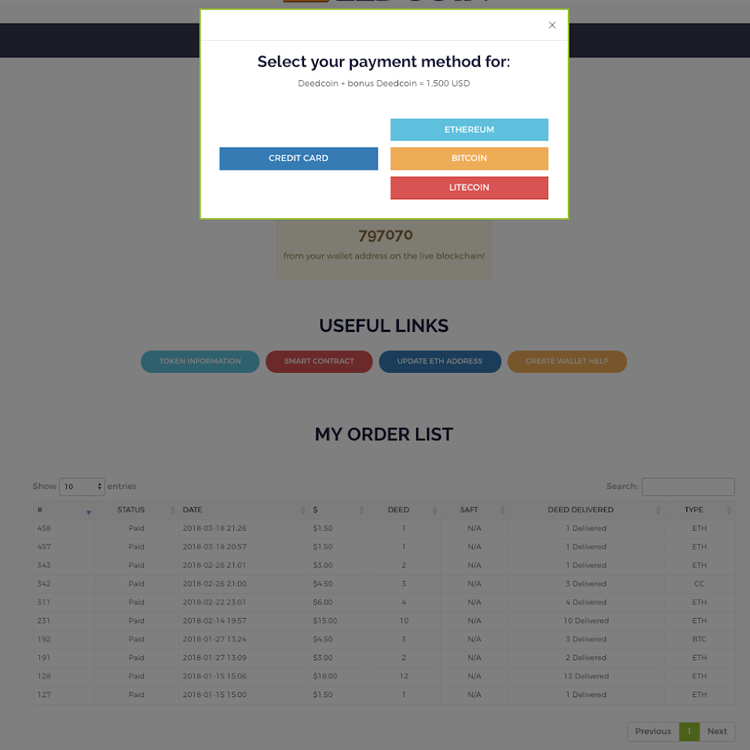 ×
Select your payment method for:
Deedcoin + bonus Deedcoin = 1,500 USD
ETHEREUM
CREDIT CARD
BITCOIN
LITECOIN
797070
from your wallet address on the live blockchain!
USEFUL LINKS
TOKEN INFORMATION SMART CONTRACT UPDATE ETH ADDRESS CREATE WALLET HELP
MY ORDER LIST
Show 10 entries Search:
# STATUS DATE $ DEED SAFT DEED DELIVERED TYPE
458 Paid 2018-03-18 21:26 $1.50 1 N/A 1 Delivered ETH
457 Paid 2018-03-18 20:57 $1.50 1 N/A 1 Delivered ETH
343 Paid 2018-02-26 21:01 $3.00 2 N/A 1 Delivered ETH
342 Paid 2018-02-26 21:00 $4.50 3 N/A 3 Delivered CC
311 Paid 2018-02-22 23:01 $6.00 4 N/A 4 Delivered ETH
231 Paid 2018-02-14 19:57 $15.00 10 N/A 10 Delivered ETH
192 Paid 2018-01-27 13:24 $4.50 3 N/A 3 Delivered BTC
191 Paid 2018-01-27 13:09 $3.00 2 N/A 2 Delivered ETH
128 Paid 2018-01-15 15:06 $18.00 12 N/A 13 Delivered ETH
127 Paid 2018-01-15 15:00 $1.50 1 N/A 1 Delivered ETH
Previous 1 Next